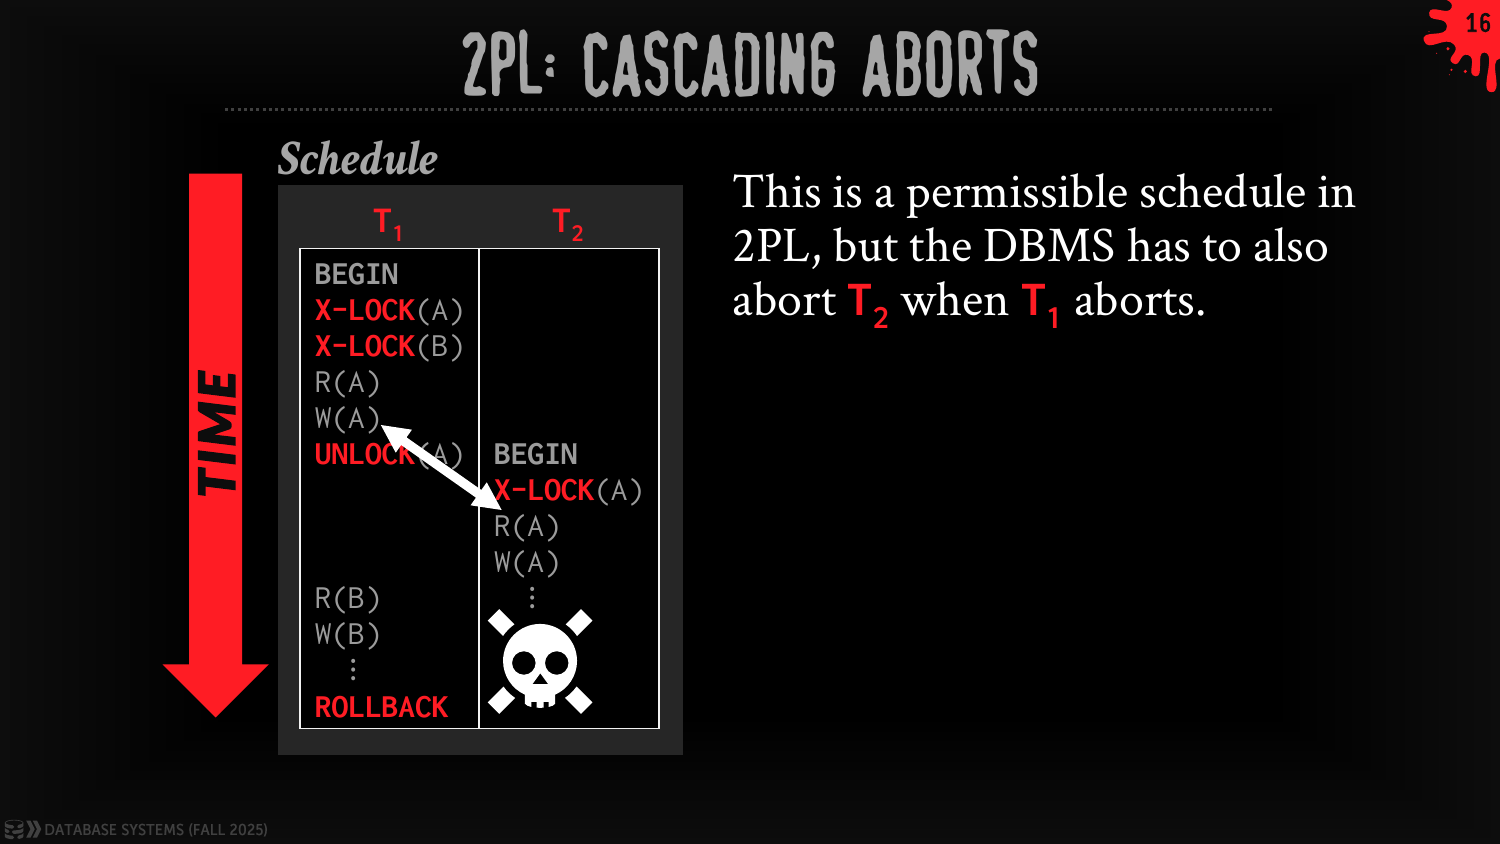 16
2PL: CASCADING ABORTS
Schedule
TIME
T1 T2
BEGIN
X-LOCK(A)
X-LOCK(B)
R(A)
W(A)
UNLOCK(A) BEGIN
X-LOCK(A)
R(A)
W(A)
R(B) ⋮
W(B)
⋮
ROLLBACK
This is a permissible schedule in
2PL, but the DBMS has to also
abort T2 when T1 aborts.
DATABASE SYSTEMS (FALL 2025)